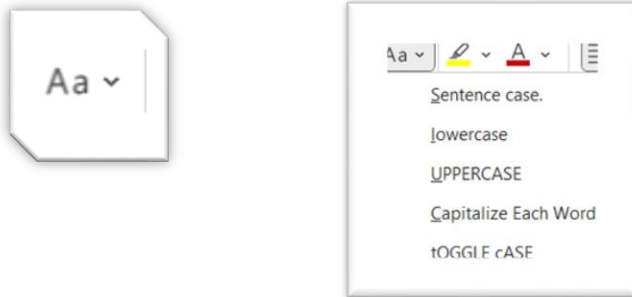 Aa
Aa A
Sentence case.
lowercase
UPPERCASE
Capitalize Each Word
tOGGLE cASE